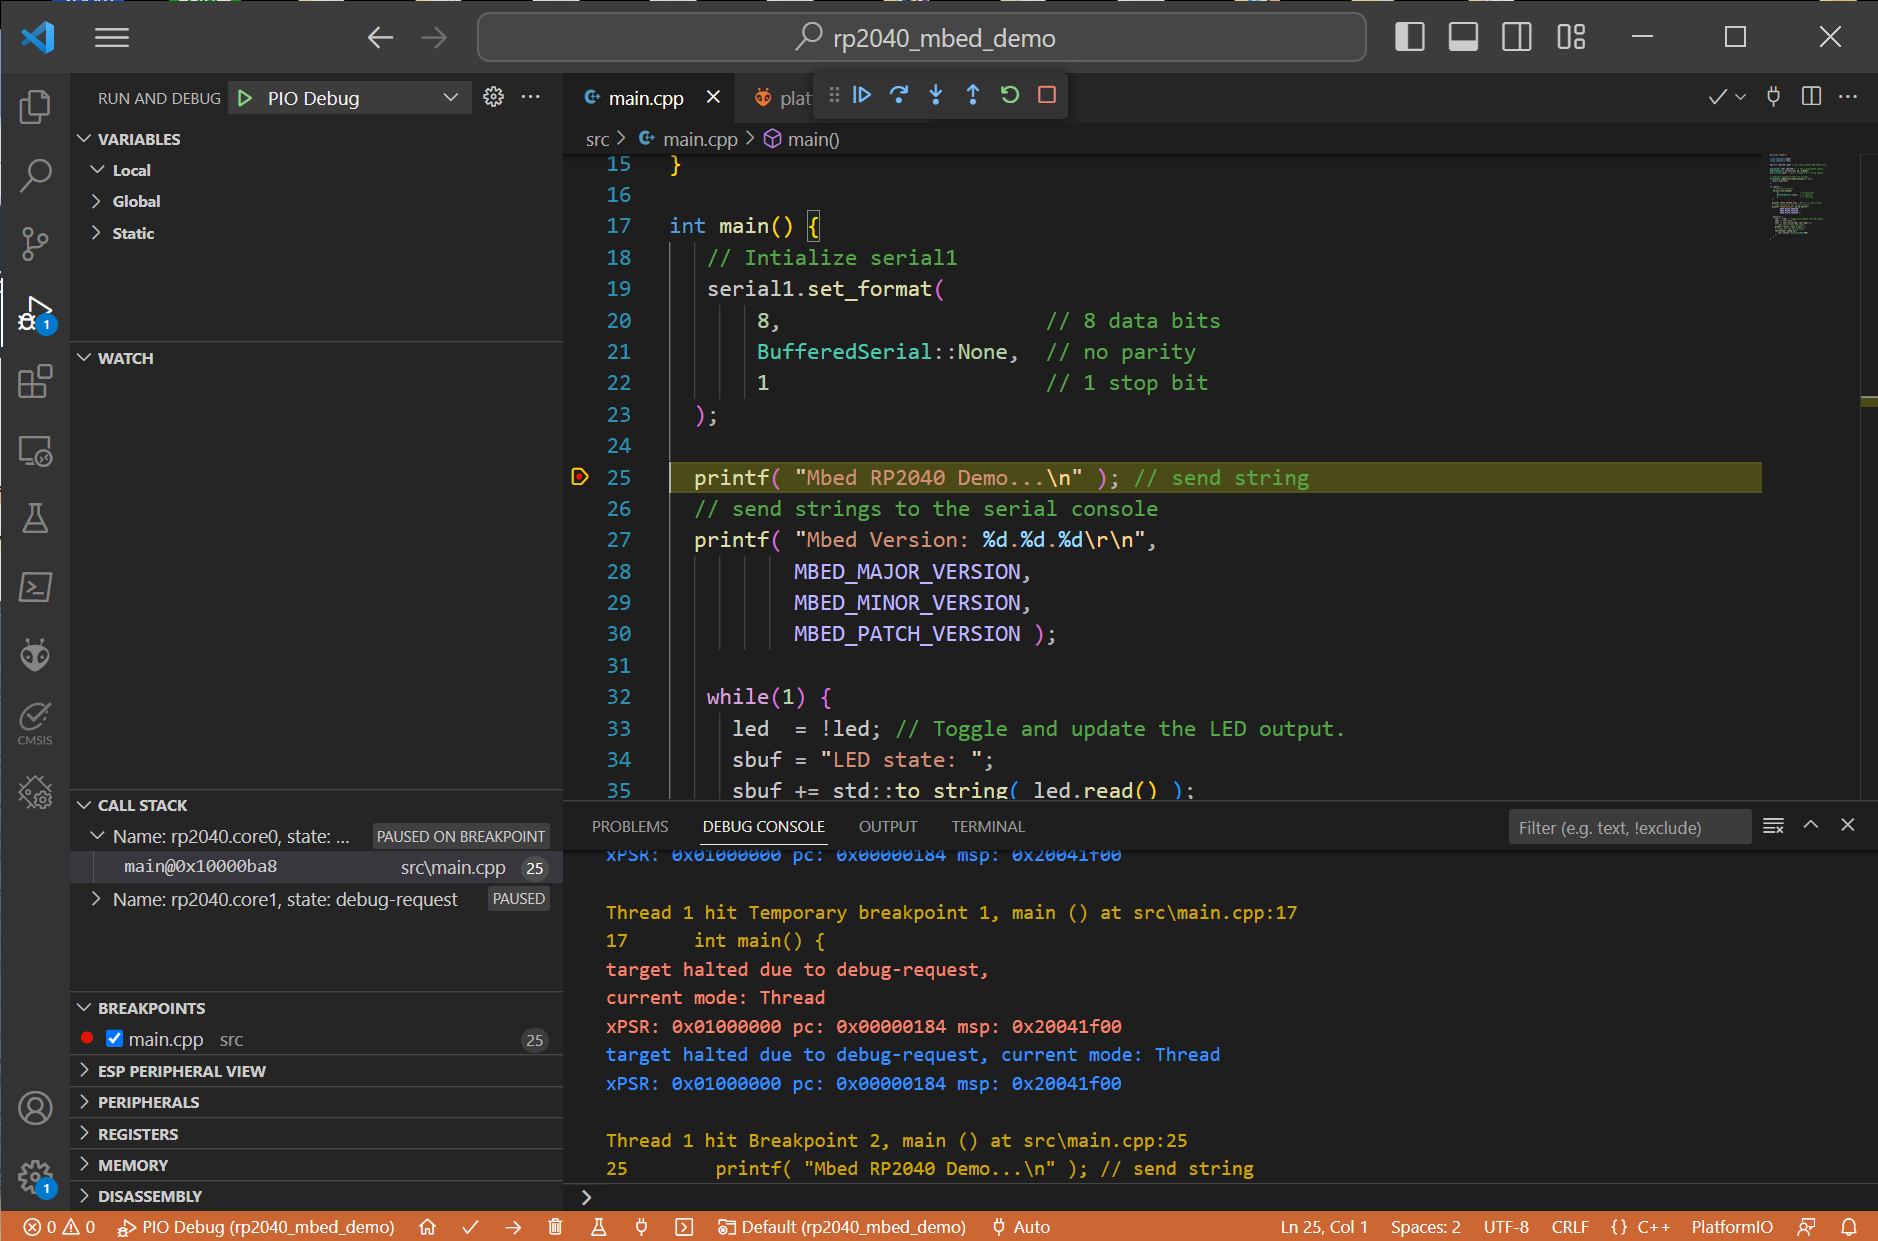 rp2040_mbed_demo
RUN AND DEBUG PIO Debug
VARIABLES
Local
Global
Static
WATCH
CALL STACK
Name: rp2040.core0, state: ... PAUSED ON BREAKPOINT
main@0x10000ba8 src\main.cpp 25
Name: rp2040.core1, state: debug-request PAUSED
BREAKPOINTS
main.cpp src 25
ESP PERIPHERAL VIEW
PERIPHERALS
REGISTERS
MEMORY
DISASSEMBLY
1
CMSIS
1
main.cpp plat
src > main.cpp > main()
15 }
16
17 int main() {
18 // Intialize serial1
19 serial1.set_format(
20 8, // 8 data bits
21 BufferedSerial::None, // no parity
22 1 // 1 stop bit
23 );
24
25 printf( "Mbed RP2040 Demo...\n" ); // send string
26 // send strings to the serial console
27 printf( "Mbed Version: %d.%d.%d\r\n",
28 MBED_MAJOR_VERSION,
29 MBED_MINOR_VERSION,
30 MBED_PATCH_VERSION );
31
32 while(1) {
33 led = !led; // Toggle and update the LED output.
34 sbuf = "LED state: ";
35 sbuf += std::to_string( led.read() );
PROBLEMS DEBUG CONSOLE OUTPUT TERMINAL Filter (e.g. text, !exclude)
xPSR: 0x01000000 pc: 0x00000184 msp: 0x20041f00
Thread 1 hit Temporary breakpoint 1, main () at src\main.cpp:17
17 int main() {
target halted due to debug-request,
current mode: Thread
xPSR: 0x01000000 pc: 0x00000184 msp: 0x20041f00
target halted due to debug-request, current mode: Thread
xPSR: 0x01000000 pc: 0x00000184 msp: 0x20041f00
Thread 1 hit Breakpoint 2, main () at src\main.cpp:25
25 printf( "Mbed RP2040 Demo...\n" ); // send string
>
0 0 PIO Debug (rp2040_mbed_demo) Default (rp2040_mbed_demo) Auto Ln 25, Col 1 Spaces: 2 UTF-8 CRLF {} C++ PlatformIO